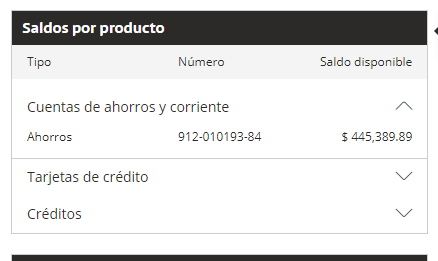 Saldos por producto
Tipo Número Saldo disponible
Cuentas de ahorros y corriente
Ahorros 912-010193-84 $ 445,389.89
Tarjetas de crédito
Créditos